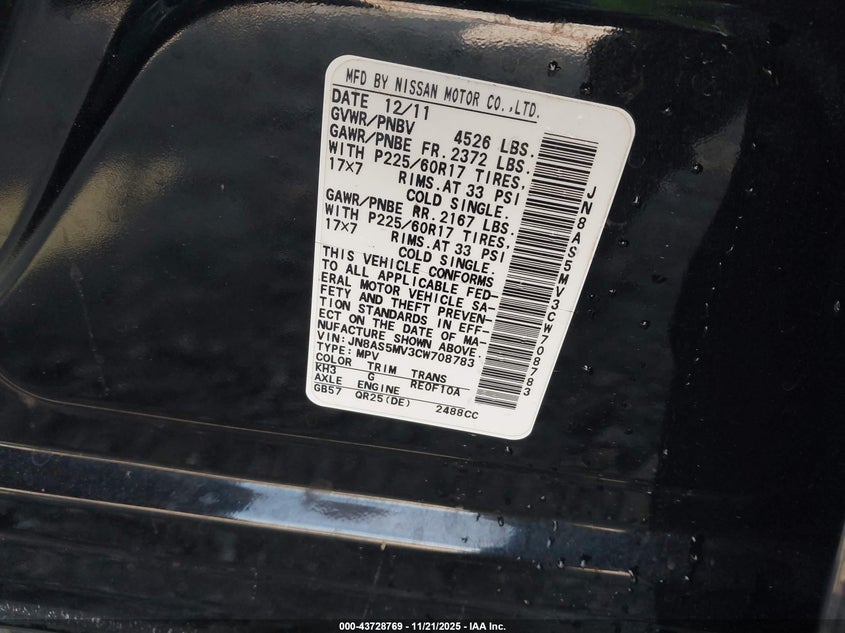 MFD BY NISSAN MOTOR CO.,LTD.
DATE 12/11
GVWR/PNBV 4526 LBS.
GAWR/PNBE FR. 2372 LBS.
WITH P225/60R17 TIRES,
17X7 RIMS.AT 33 PSI
COLD SINGLE.
GAWR/PNBE RR. 2167 LBS.
WITH P225/60R17 TIRES,
17X7 RIMS.AT 33 PSI
COLD SINGLE.
THIS VEHICLE CONFORMS
TO ALL APPLICABLE FED-
ERAL MOTOR VEHICLE SA-
FETY AND THEFT PREVEN-
TION STANDARDS IN EFF-
ECT ON THE DATE OF MA-
NUFACTURE SHOWN ABOVE.
VIN: JN8AS5MV3CW708783
TYPE: MPV
COLOR TRIM TRANS
KH3 G RE0F10A
AXLE ENGINE
GB57 QR25(DE) 2488CC
JN8AS5MV3CW708783
000-43728769 - 11/21/2025 - IAA Inc.